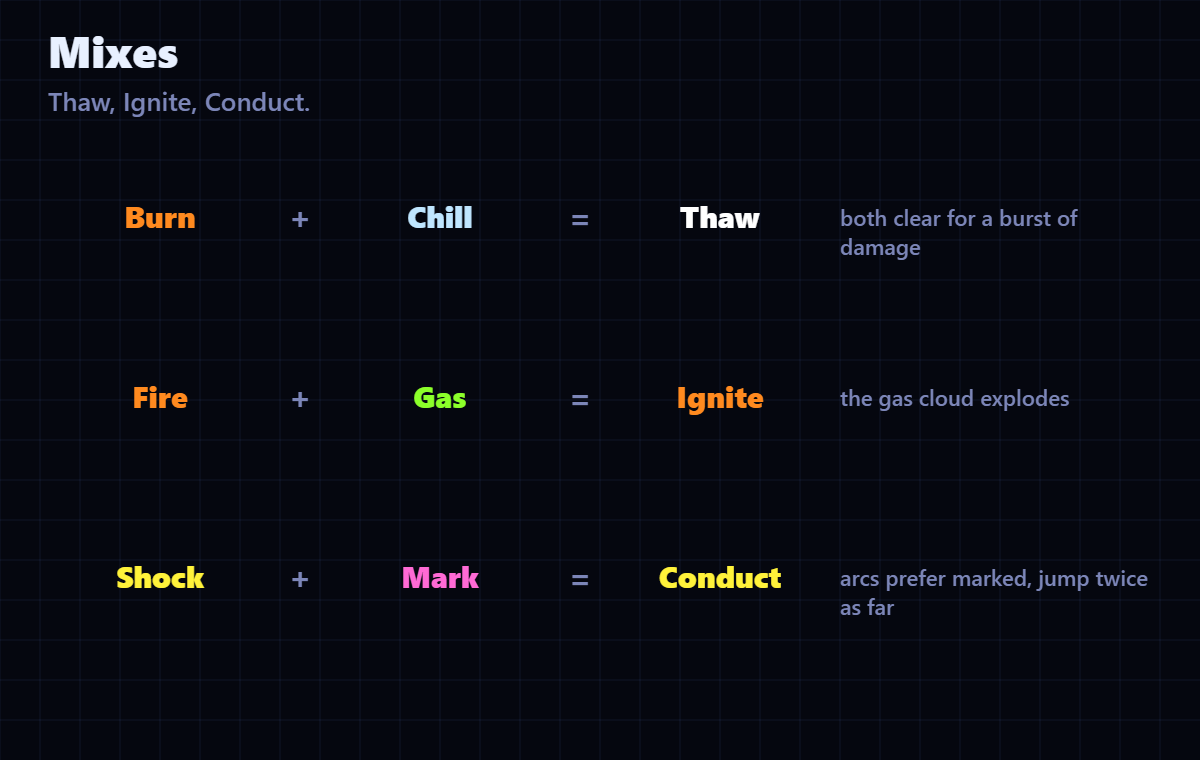 Mixes
Thaw, Ignite, Conduct.
Burn + Chill = Thaw both clear for a burst of
damage
Fire + Gas = Ignite the gas cloud explodes
Shock + Mark = Conduct arcs prefer marked, jump twice
as far